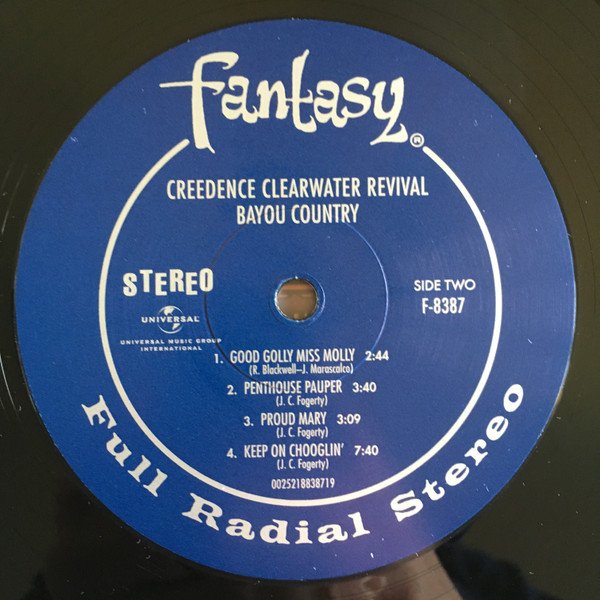 fantasy®
CREEDENCE CLEARWATER REVIVAL
BAYOU COUNTRY
STEREO
SIDE TWO
F-8387
UNIVERSAL
UNIVERSAL MUSIC GROUP
INTERNATIONAL
1. GOOD GOLLY MISS MOLLY 2:44
(R. Blackwell–J. Marascalco)
2. PENTHOUSE PAUPER 3:40
(J. C. Fogerty)
3. PROUD MARY 3:09
(J. C. Fogerty)
4. KEEP ON CHOOGLIN' 7:40
(J. C. Fogerty)
0025218838719
Full Radial Stereo